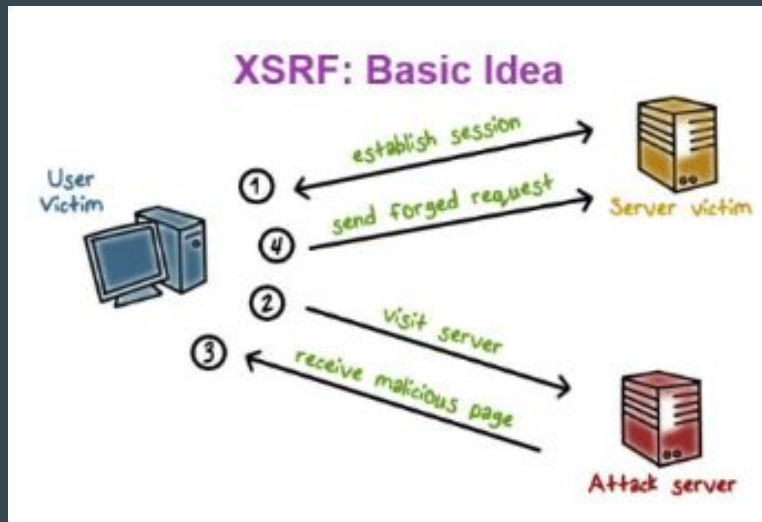 XSRF: Basic Idea
User
Victim
1
establish session
Server victim
4
send forged request
2
visit server
3
receive malicious page
Attack server